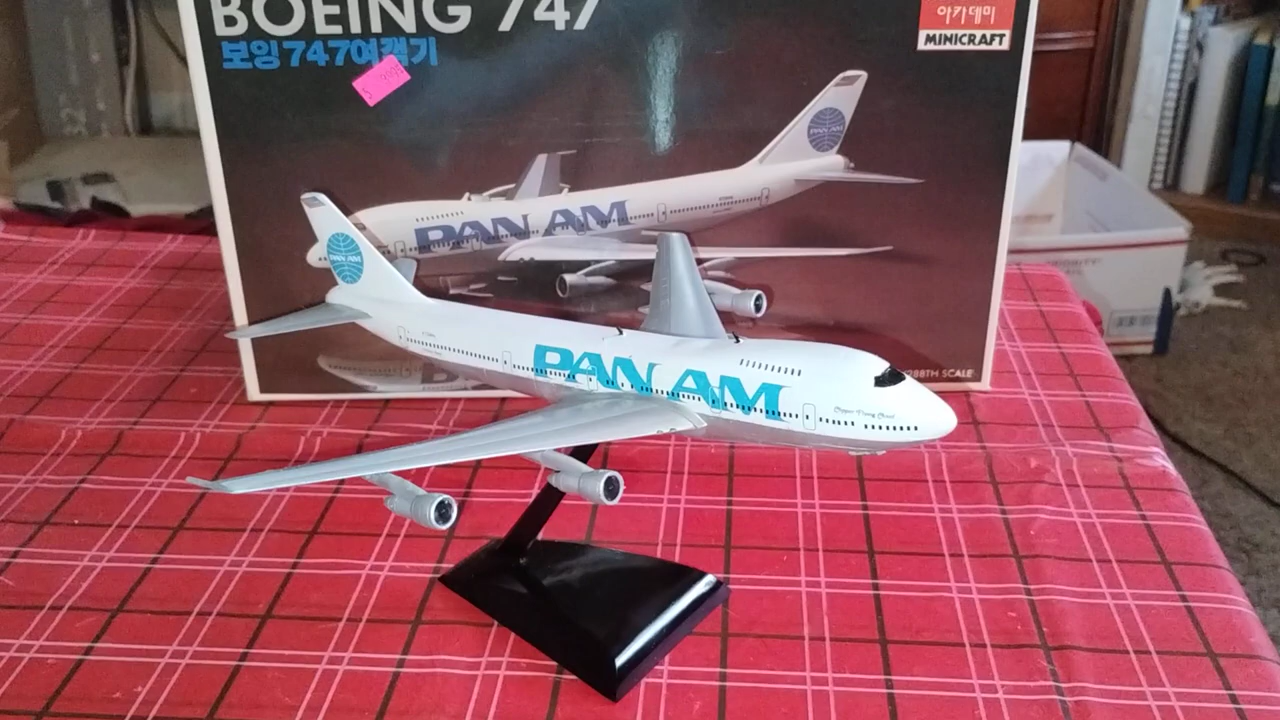 BOEING 747
보잉 747여객기
아카데미
MINICRAFT
PAN AM
PAN AM
PAN AM
PAN AM
288TH SCALE